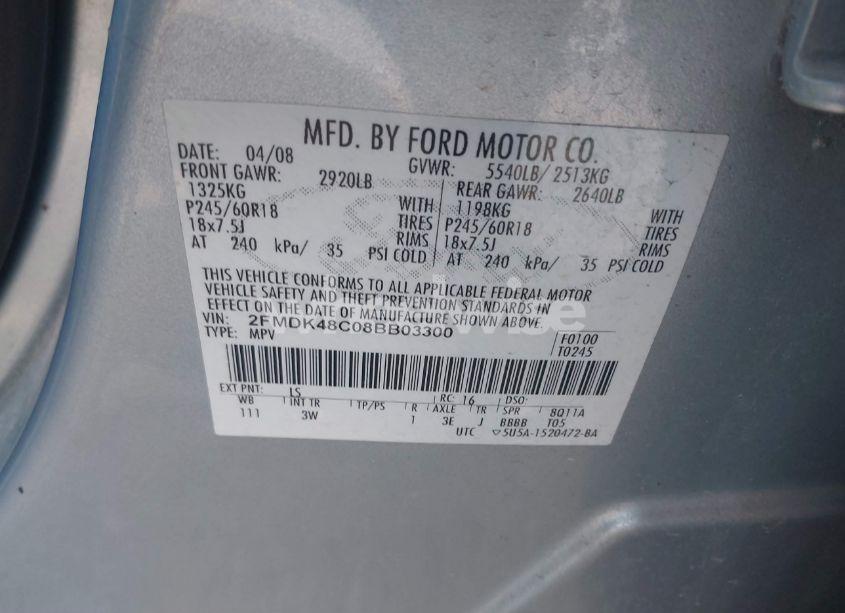 MFD. BY FORD MOTOR CO.
DATE: 04/08 GVWR: 5540LB/ 2513KG
FRONT GAWR: 2920LB REAR GAWR: 2640LB
1325KG WITH 1198KG WITH
P245/60R18 TIRES P245/60R18 TIRES
18x7.5J RIMS 18x7.5J RIMS
AT 240 kPa/ 35 PSI COLD AT 240 kPa/ 35 PSI COLD
THIS VEHICLE CONFORMS TO ALL APPLICABLE FEDERAL MOTOR
VEHICLE SAFETY AND THEFT PREVENTION STANDARDS IN
EFFECT ON THE DATE OF MANUFACTURE SHOWN ABOVE.
VIN: 2FMDK48C08BB03300 F0100
TYPE: MPV T0245
EXT PNT: LS RC: 16 DSO:
WB INT TR TP/PS R AXLE TR SPR 8Q11A
111 3W 1 3E J BBBB T05
UTC 5U5A-1520472-BA